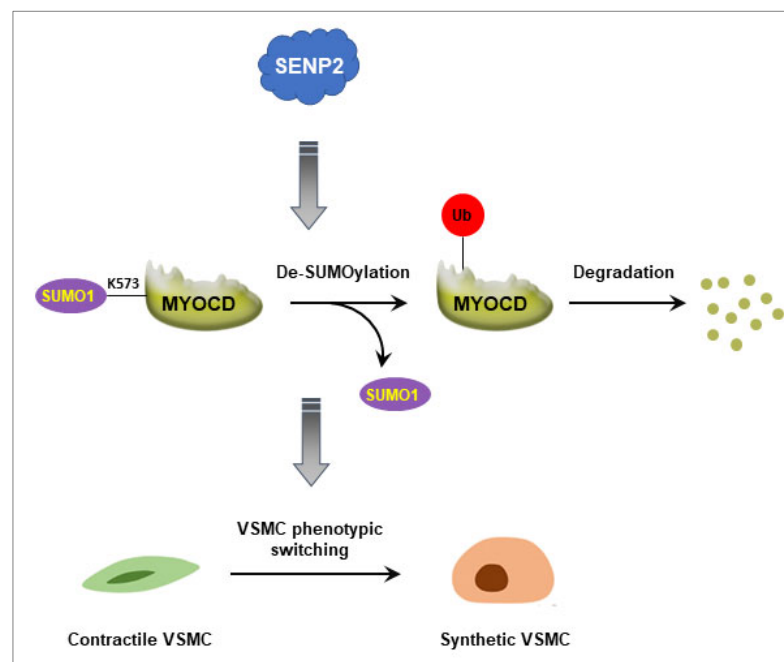 SENP2
Ub
K573
De-SUMOylation
Degradation
SUMO1
MYOCD
MYOCD
SUMO1
VSMC phenotypic
switching
Contractile VSMC
Synthetic VSMC